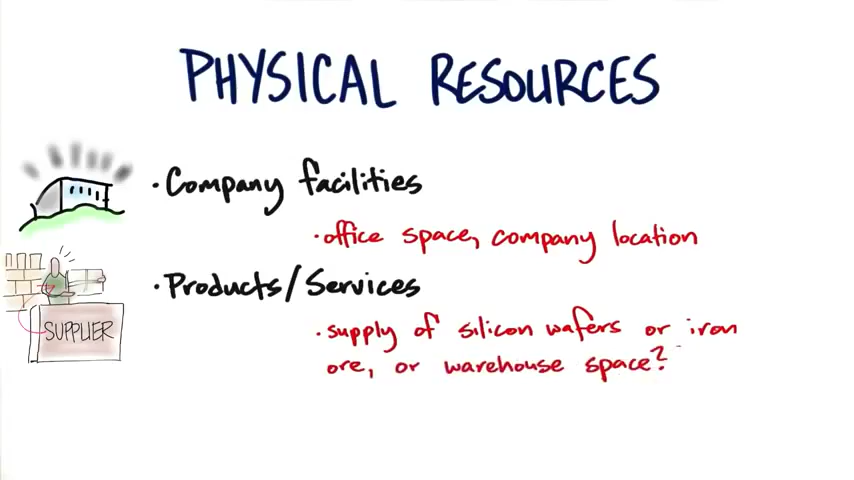 PHYSICAL RESOURCES
• Company facilities
• office space, company location
• Products/Services
SUPPLIER
• supply of silicon wafers or iron
ore, or warehouse space?